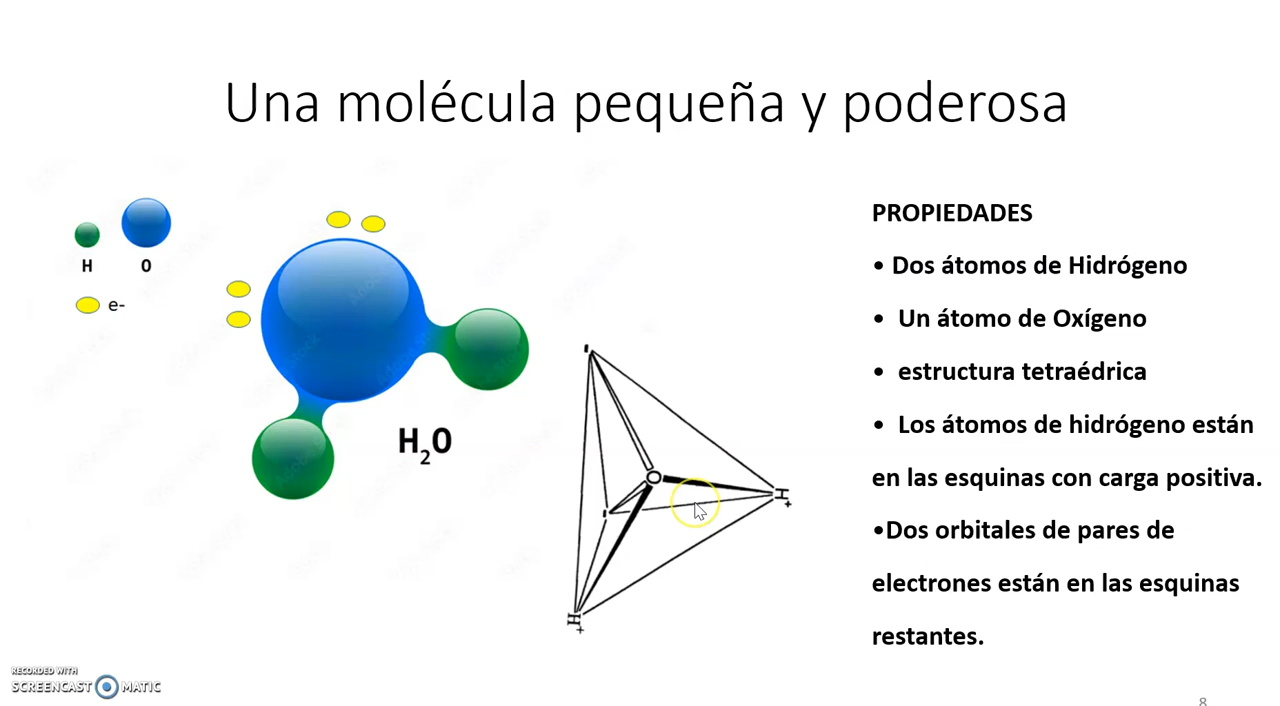 Una molécula pequeña y poderosa
H O
e-
H₂O
O
H
+
H
+
PROPIEDADES
• Dos átomos de Hidrógeno
• Un átomo de Oxígeno
• estructura tetraédrica
• Los átomos de hidrógeno están
en las esquinas con carga positiva.
•Dos orbitales de pares de
electrones están en las esquinas
restantes.
RECORDED WITH
SCREENCAST MATIC
8